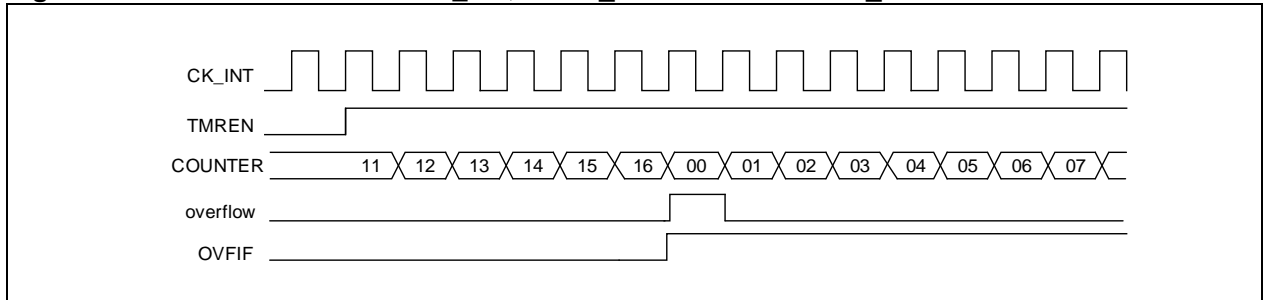 CK_INT
TMREN
COUNTER 11 12 13 14 15 16 00 01 02 03 04 05 06 07
overflow
OVFIF